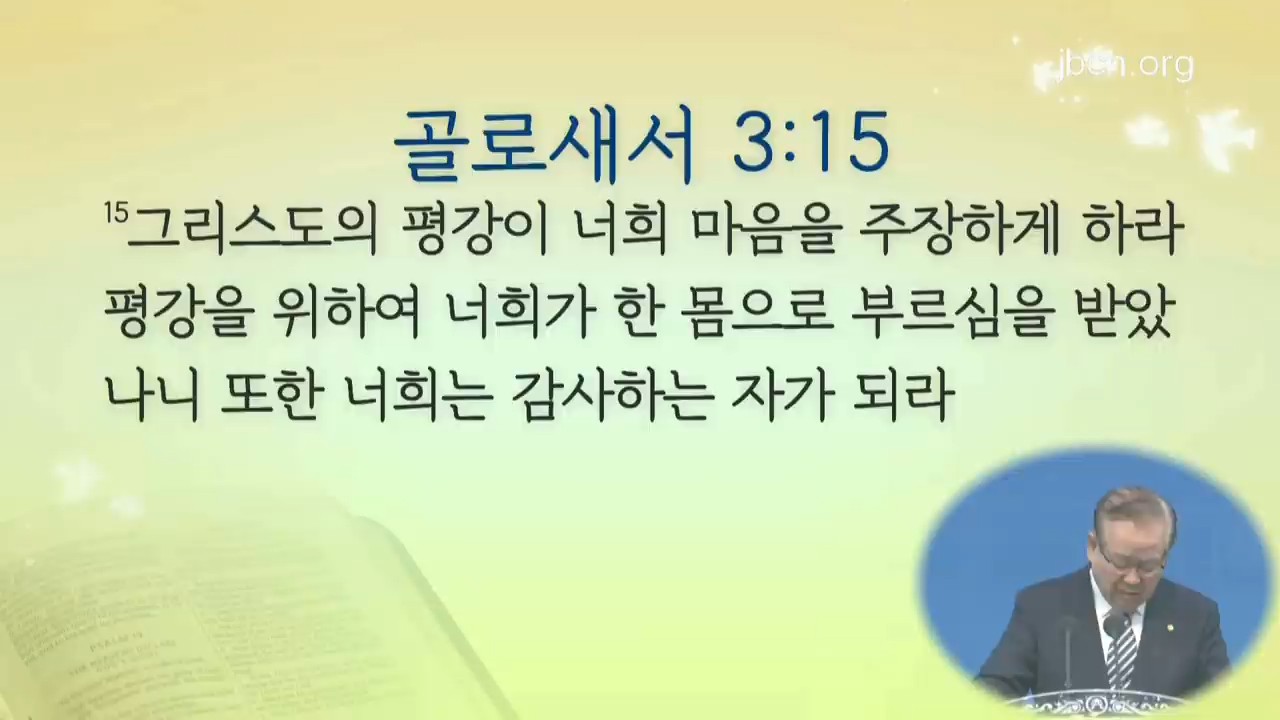 골로새서 3:15
15그리스도의 평강이 너희 마음을 주장하게 하라
평강을 위하여 너희가 한 몸으로 부르심을 받았
나니 또한 너희는 감사하는 자가 되라